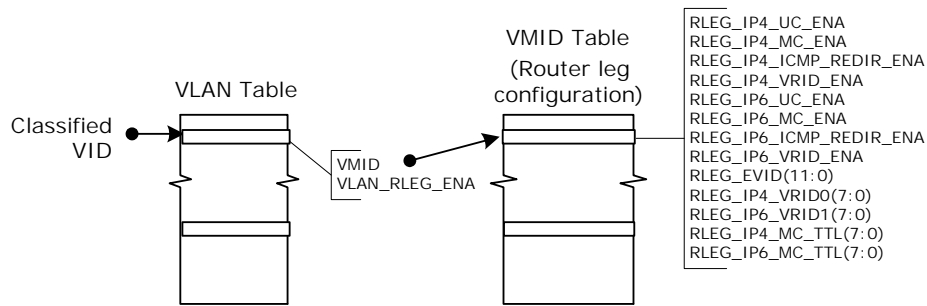 Classified
VID
VLAN Table
VMID
VLAN_RLEG_ENA
VMID Table
(Router leg
configuration)
RLEG_IP4_UC_ENA
RLEG_IP4_MC_ENA
RLEG_IP4_ICMP_REDIR_ENA
RLEG_IP4_VRID_ENA
RLEG_IP6_UC_ENA
RLEG_IP6_MC_ENA
RLEG_IP6_ICMP_REDIR_ENA
RLEG_IP6_VRID_ENA
RLEG_EVID(11:0)
RLEG_IP4_VRID0(7:0)
RLEG_IP6_VRID1(7:0)
RLEG_IP4_MC_TTL(7:0)
RLEG_IP6_MC_TTL(7:0)